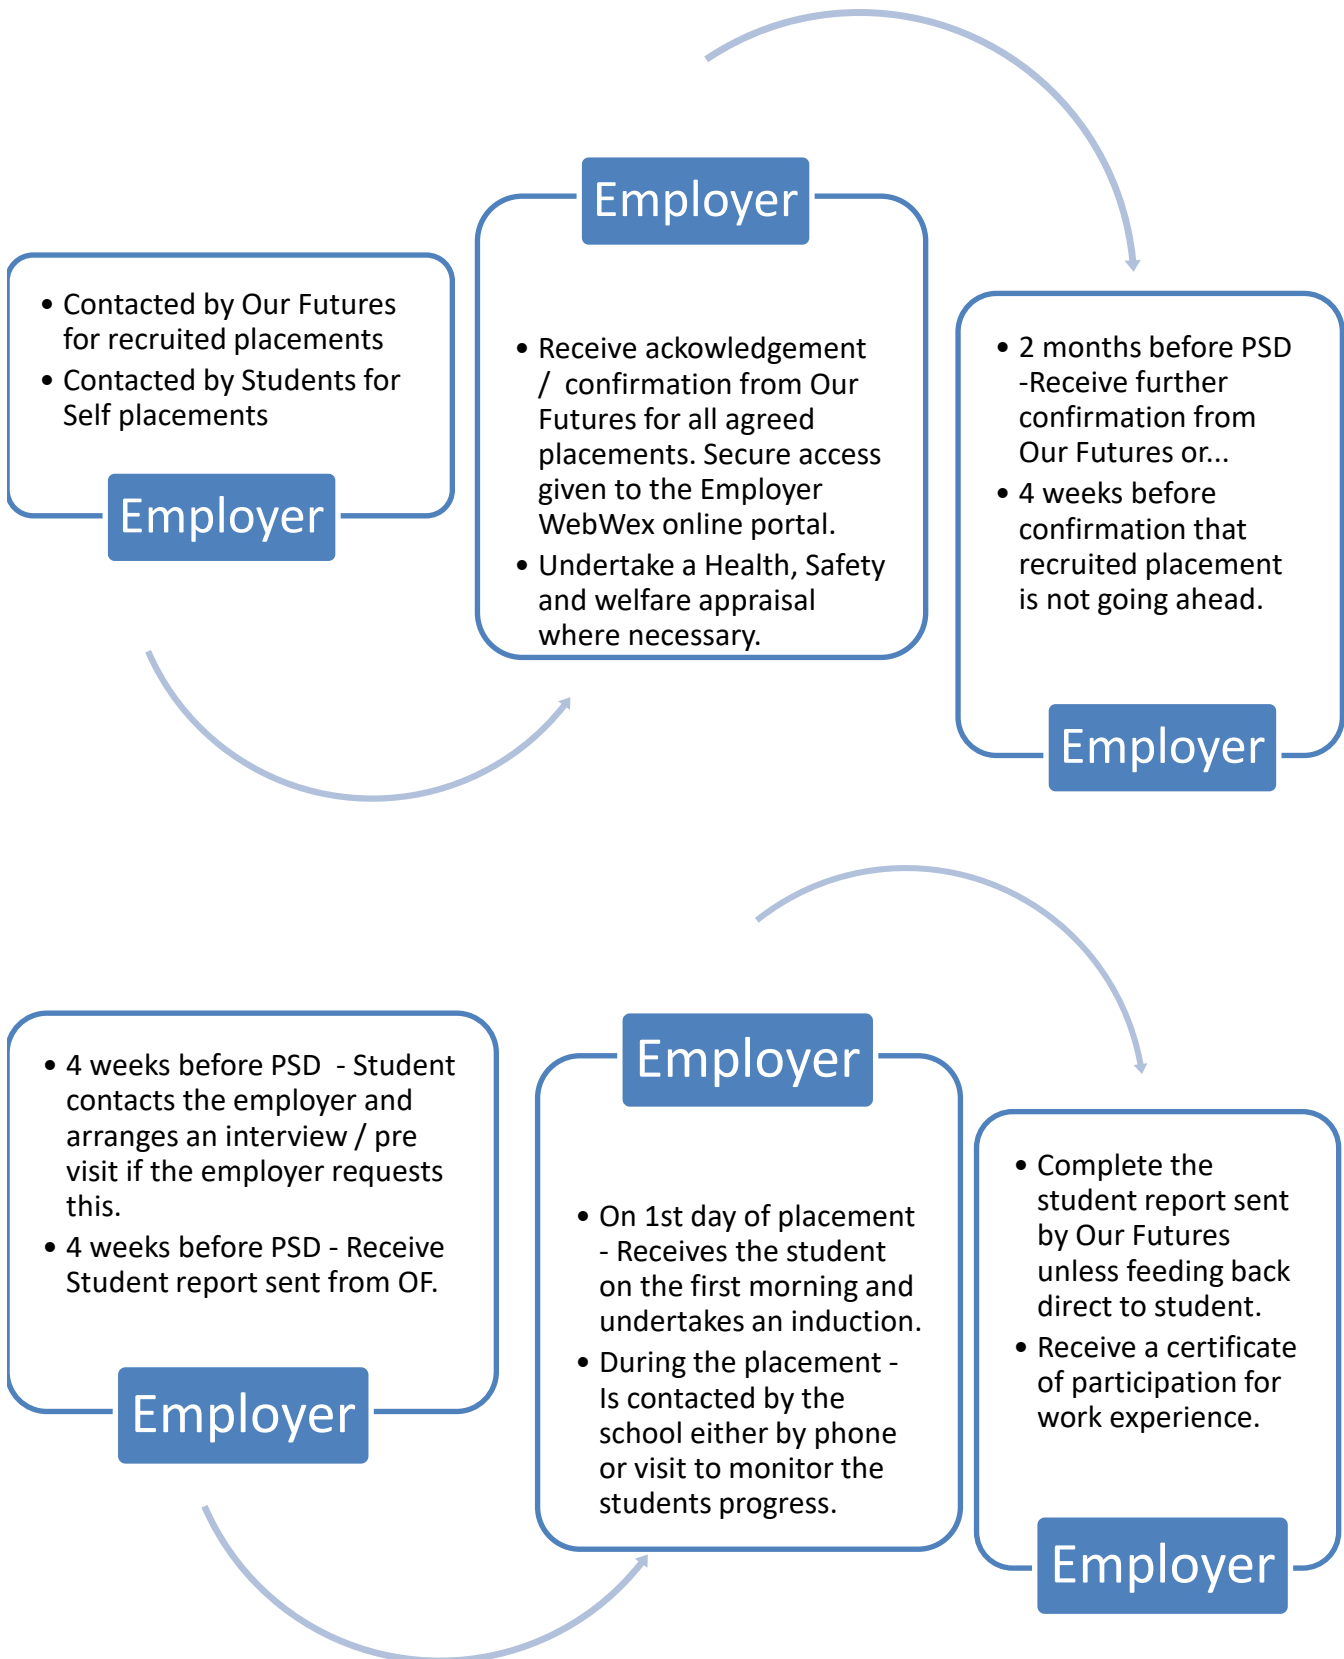 • Contacted by Our Futures
for recruited placements
• Contacted by Students for
Self placements
Employer
Employer
• Receive ackowledgement
/ confirmation from Our
Futures for all agreed
placements. Secure access
given to the Employer
WebWex online portal.
• Undertake a Health, Safety
and welfare appraisal
where necessary.
• 2 months before PSD
-Receive further
confirmation from
Our Futures or...
• 4 weeks before
confirmation that
recruited placement
is not going ahead.
Employer
• 4 weeks before PSD - Student
contacts the employer and
arranges an interview / pre
visit if the employer requests
this.
• 4 weeks before PSD - Receive
Student report sent from OF.
Employer
Employer
• On 1st day of placement
- Receives the student
on the first morning and
undertakes an induction.
• During the placement -
Is contacted by the
school either by phone
or visit to monitor the
students progress.
• Complete the
student report sent
by Our Futures
unless feeding back
direct to student.
• Receive a certificate
of participation for
work experience.
Employer